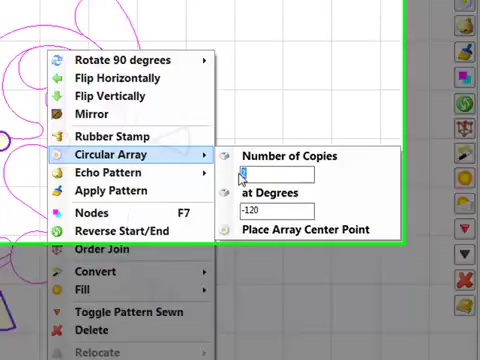 Rotate 90 degrees
Flip Horizontally
Flip Vertically
Mirror
Rubber Stamp
Circular Array
Echo Pattern
Apply Pattern
Nodes F7
Reverse Start/End
Order Join
Convert
Fill
Toggle Pattern Sewn
Delete
Relocate
Number of Copies
at Degrees
-120
Place Array Center Point